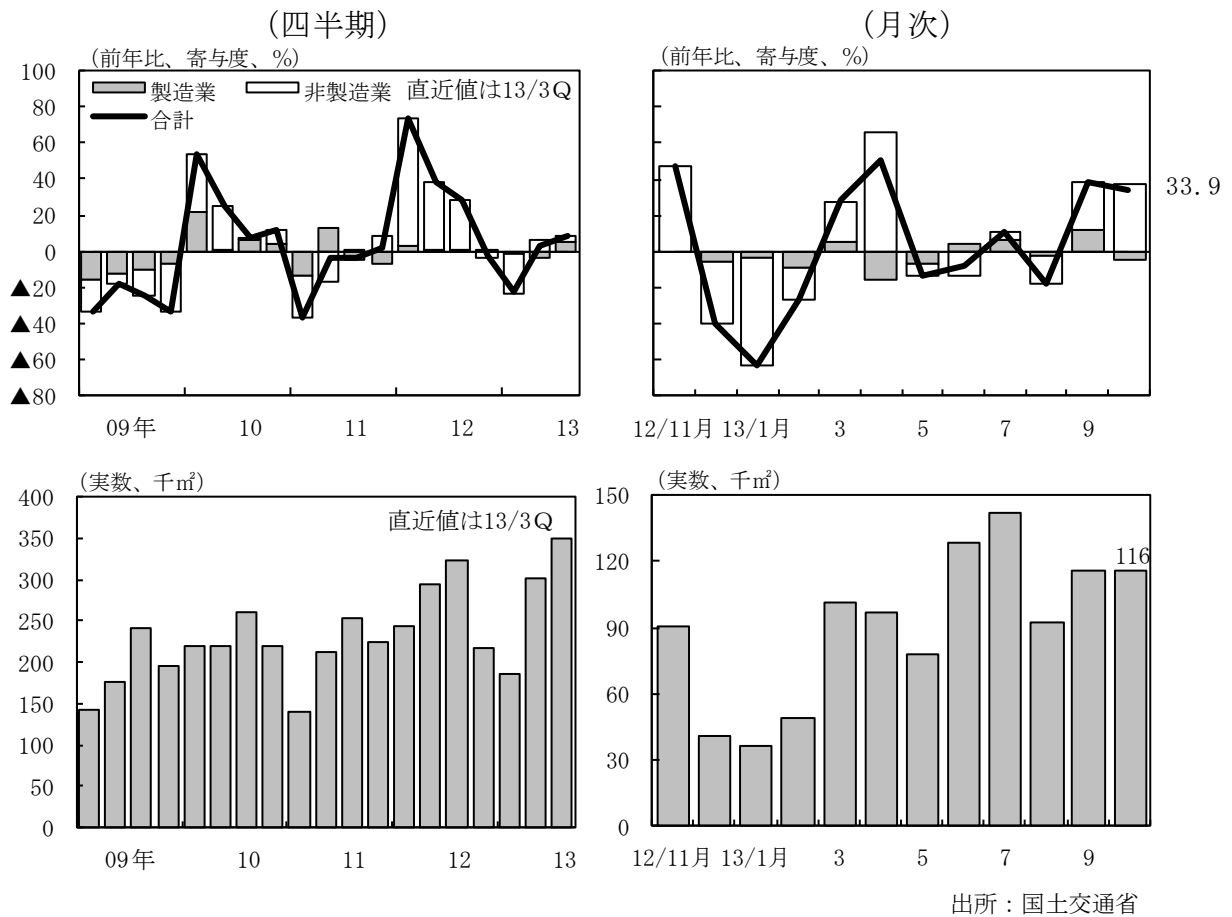 (四半期)
(前年比、寄与度、%)
製造業 非製造業 直近値は13/3Q
合計
100
80
60
40
20
0
▲20
▲40
▲60
▲80
09年 10 11 12 13
(月次)
(前年比、寄与度、%)
33.9
12/11月 13/1月 3 5 7 9
(実数、千㎡)
直近値は13/3Q
400
350
300
250
200
150
100
50
0
09年 10 11 12 13
(実数、千㎡)
150
120
90
60
30
0
116
12/11月 13/1月 3 5 7 9
出所：国土交通省